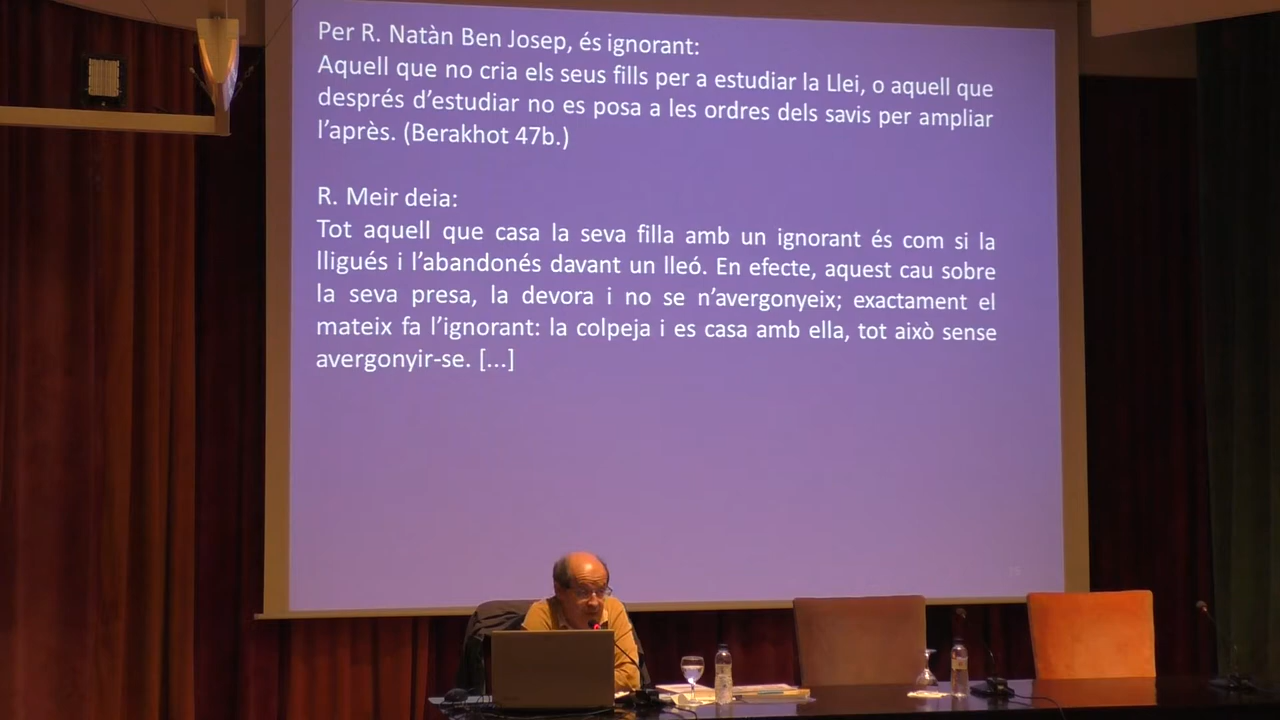 Per R. Natàn Ben Josep, és ignorant:
Aquell que no cria els seus fills per a estudiar la Llei, o aquell que
després d’estudiar no es posa a les ordres dels savis per ampliar
l’après. (Berakhot 47b.)
R. Meir deia:
Tot aquell que casa la seva filla amb un ignorant és com si la
lligués i l’abandonés davant un lleó. En efecte, aquest cau sobre
la seva presa, la devora i no se n’avergonyeix; exactament el
mateix fa l’ignorant: la colpeja i es casa amb ella, tot això sense
avergonyir-se. [...]